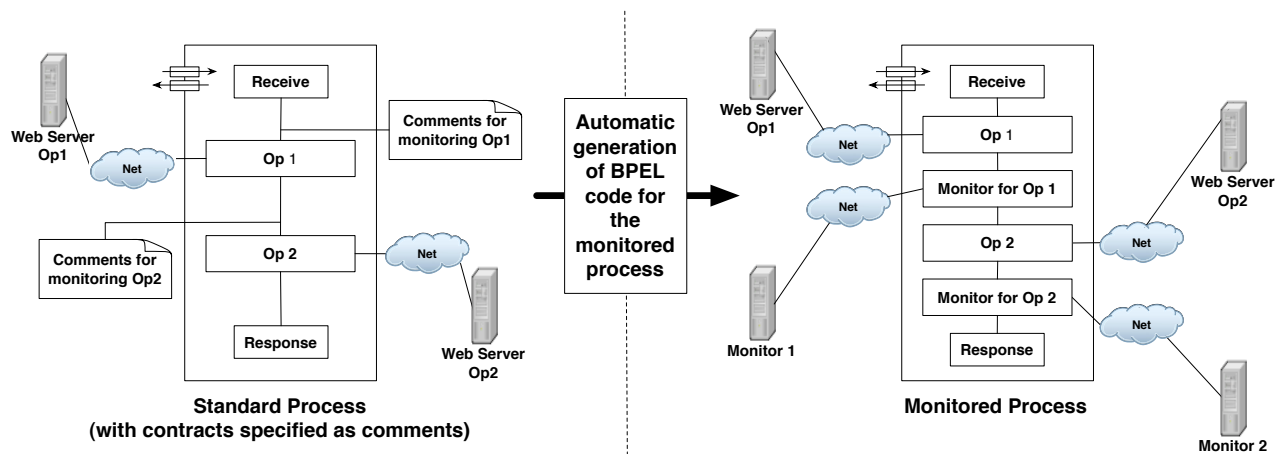 Receive
Web Server
Op1
Comments for
monitoring Op1
Op 1
Net
Comments for
monitoring Op2
Op 2
Net
Response
Web Server
Op2
Standard Process
(with contracts specified as comments)
Automatic
generation
of BPEL
code for
the
monitored
process
Web Server
Op1
Receive
Net
Op 1
Net
Monitor for Op 1
Web Server
Op2
Op 2
Net
Monitor for Op 2
Net
Monitor 1
Response
Monitored Process
Monitor 2